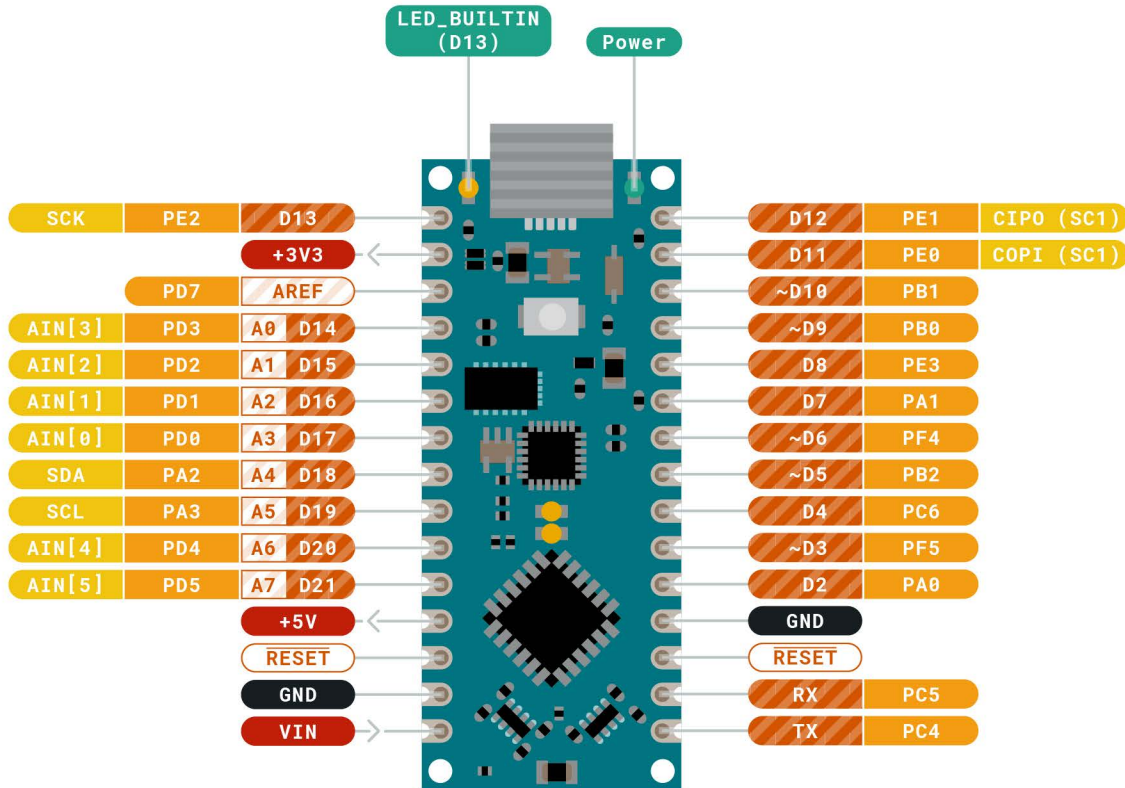 LED_BUILTIN
(D13)
Power
SCK PE2 D13
+3V3
PD7 AREF
AIN[3] PD3 A0 D14
AIN[2] PD2 A1 D15
AIN[1] PD1 A2 D16
AIN[0] PD0 A3 D17
SDA PA2 A4 D18
SCL PA3 A5 D19
AIN[4] PD4 A6 D20
AIN[5] PD5 A7 D21
+5V
RESET
GND
VIN
D12 PE1 CIPO (SC1)
D11 PE0 COPI (SC1)
~D10 PB1
~D9 PB0
D8 PE3
D7 PA1
~D6 PF4
~D5 PB2
D4 PC6
~D3 PF5
D2 PA0
GND
RESET
RX PC5
TX PC4